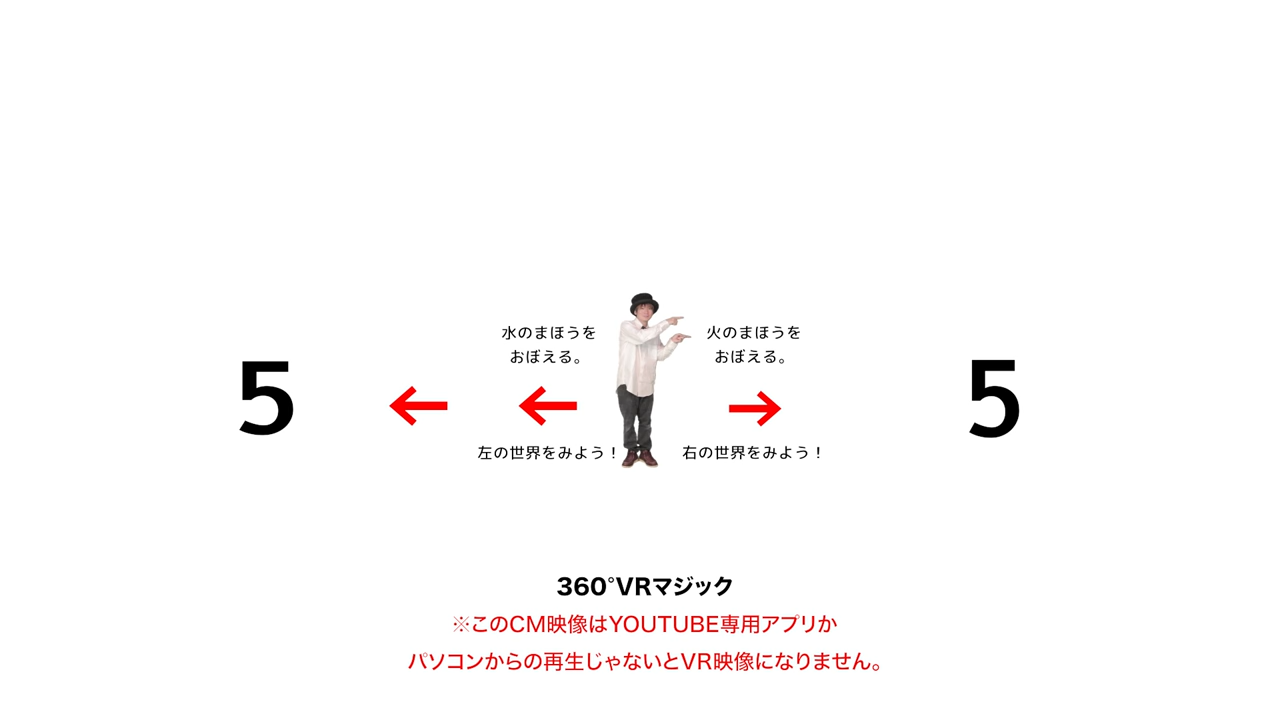 水のまほうを
おぼえる。
火のまほうを
おぼえる。
5
5
左の世界をみよう！
右の世界をみよう！
360°VRマジック
※このCM映像はYOUTUBE専用アプリか
パソコンからの再生じゃないとVR映像になりません。